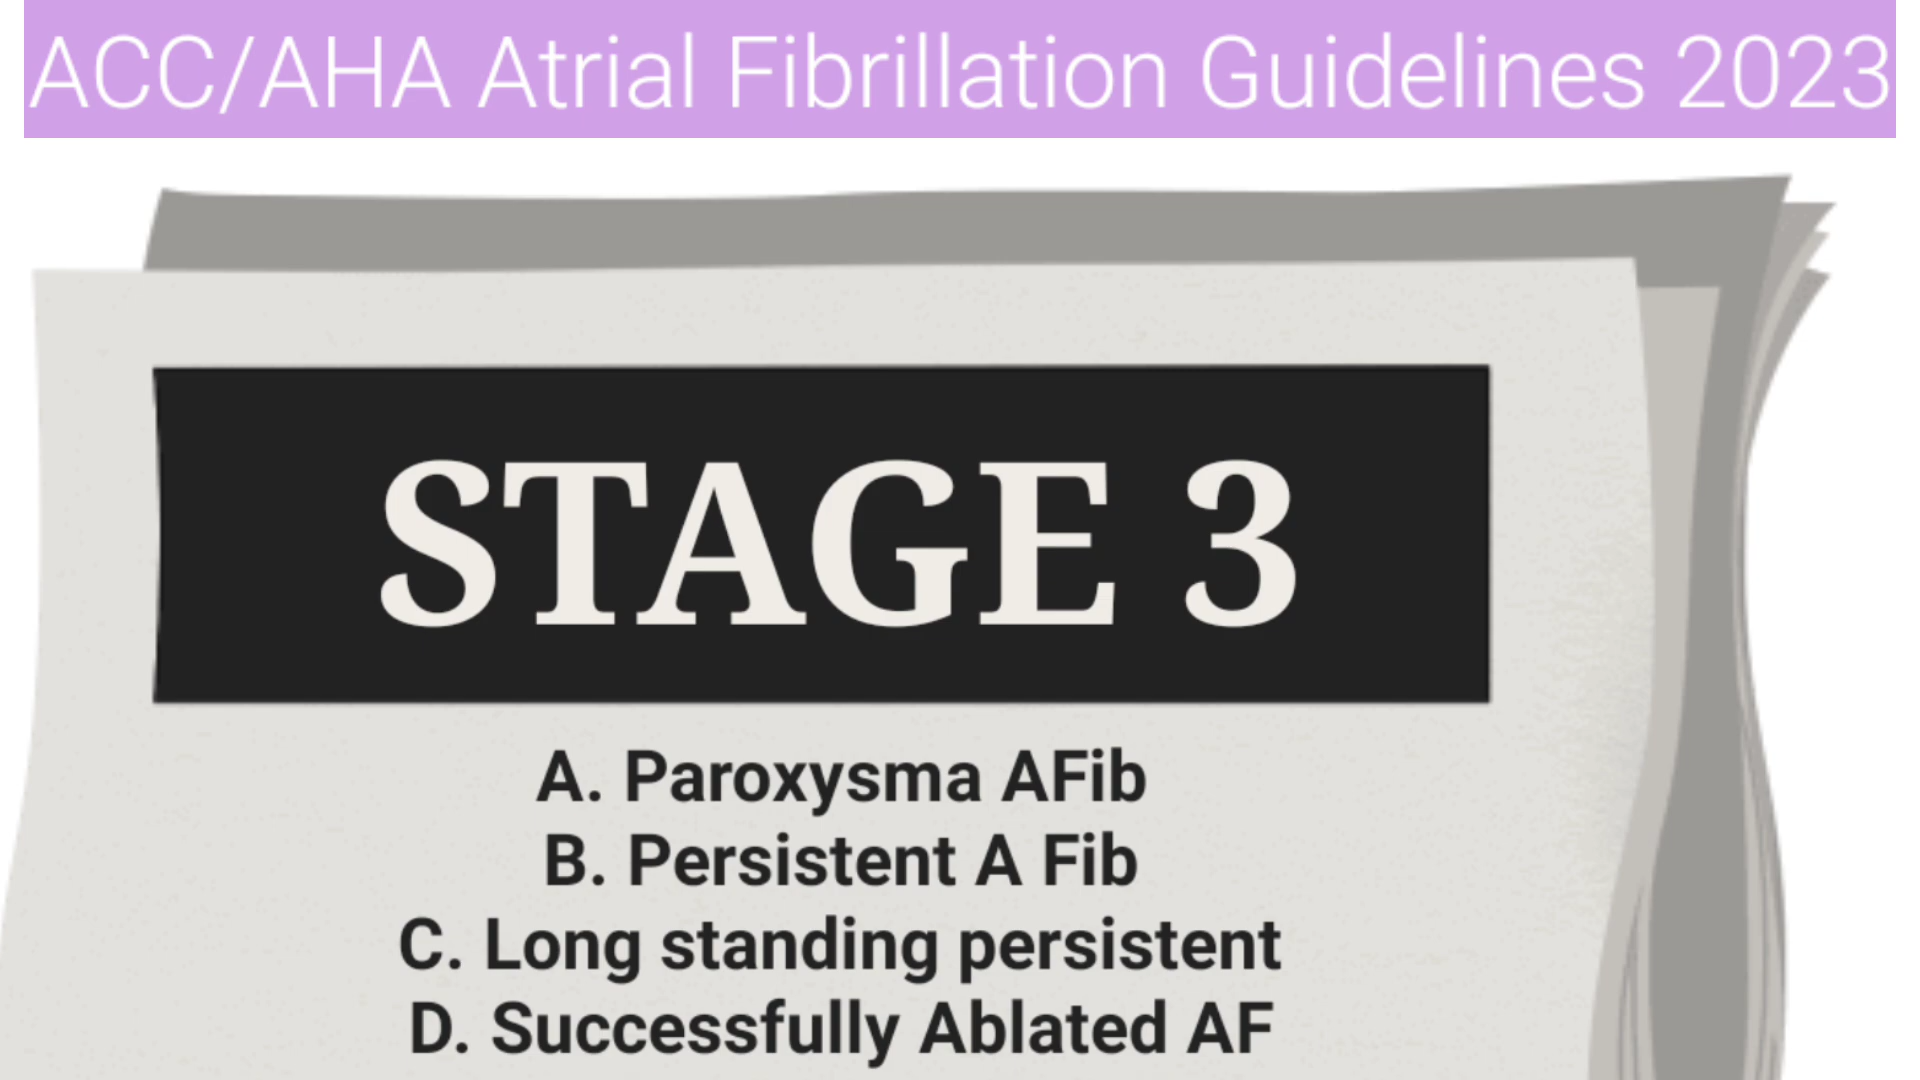 ACC/AHA Atrial Fibrillation Guidelines 2023
STAGE 3
A. Paroxysma AFib
B. Persistent A Fib
C. Long standing persistent
D. Successfully Ablated AF